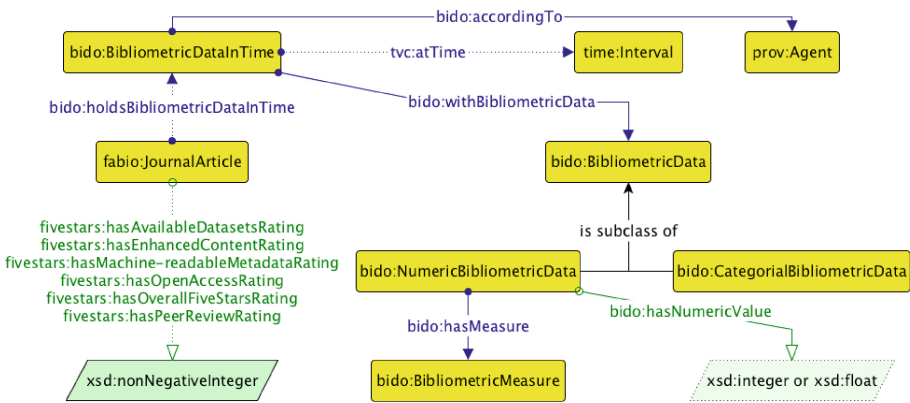 bido:accordingTo
bido:BibliometricDataInTime
tvc:atTime
time:Interval
prov:Agent
bido:holdsBibliometricDataInTime
bido:withBibliometricData
fabio:JournalArticle
bido:BibliometricData
fivestars:hasAvailableDatasetsRating
fivestars:hasEnhancedContentRating
fivestars:hasMachine-readableMetadataRating
fivestars:hasOpenAccessRating
fivestars:hasOverallFiveStarsRating
fivestars:hasPeerReviewRating
is subclass of
bido:NumericBibliometricData
bido:CategorialBibliometricData
bido:hasMeasure
bido:hasNumericValue
xsd:nonNegativeInteger
bido:BibliometricMeasure
xsd:integer or xsd:float